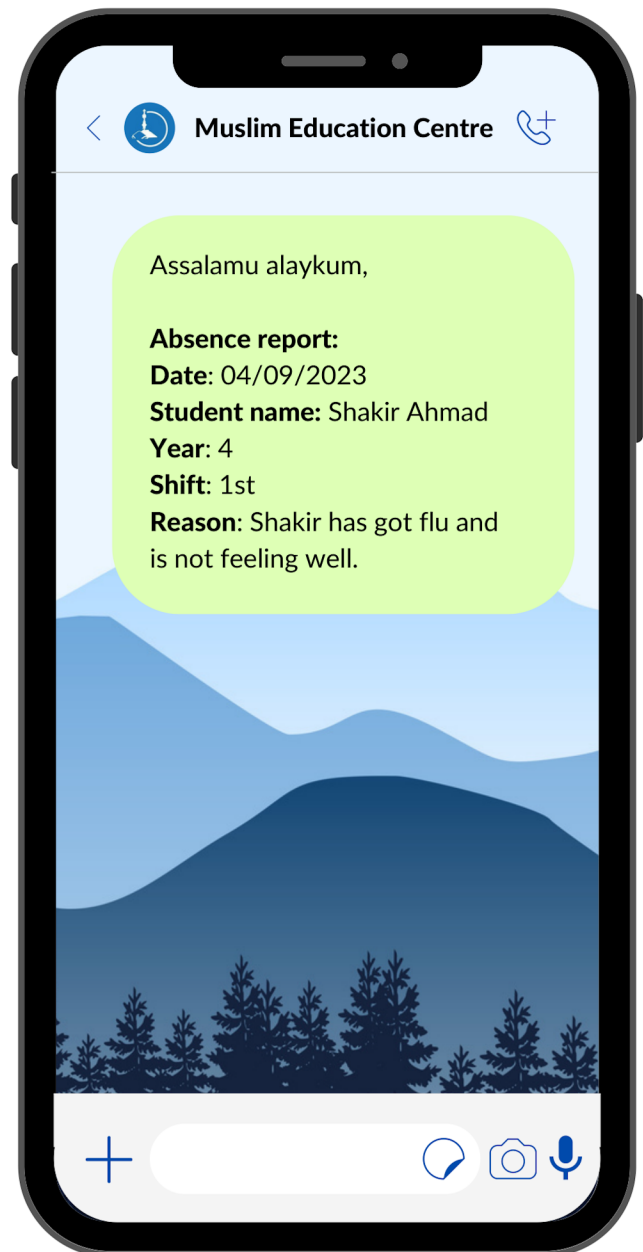 Muslim Education Centre
Assalamu alaykum,
Absence report:
Date: 04/09/2023
Student name: Shakir Ahmad
Year: 4
Shift: 1st
Reason: Shakir has got flu and
is not feeling well.